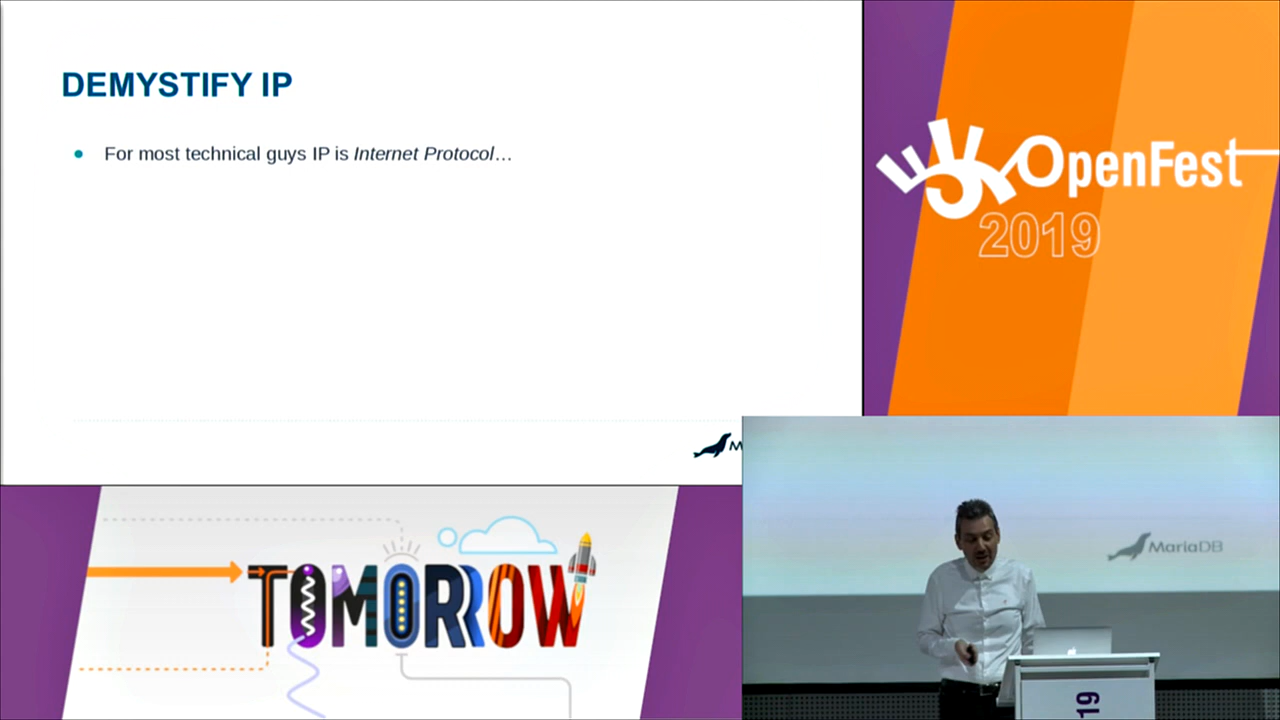 DEMYSTIFY IP
For most technical guys IP is Internet Protocol…
OpenFest
2019
MariaDB
TOMORROW
19